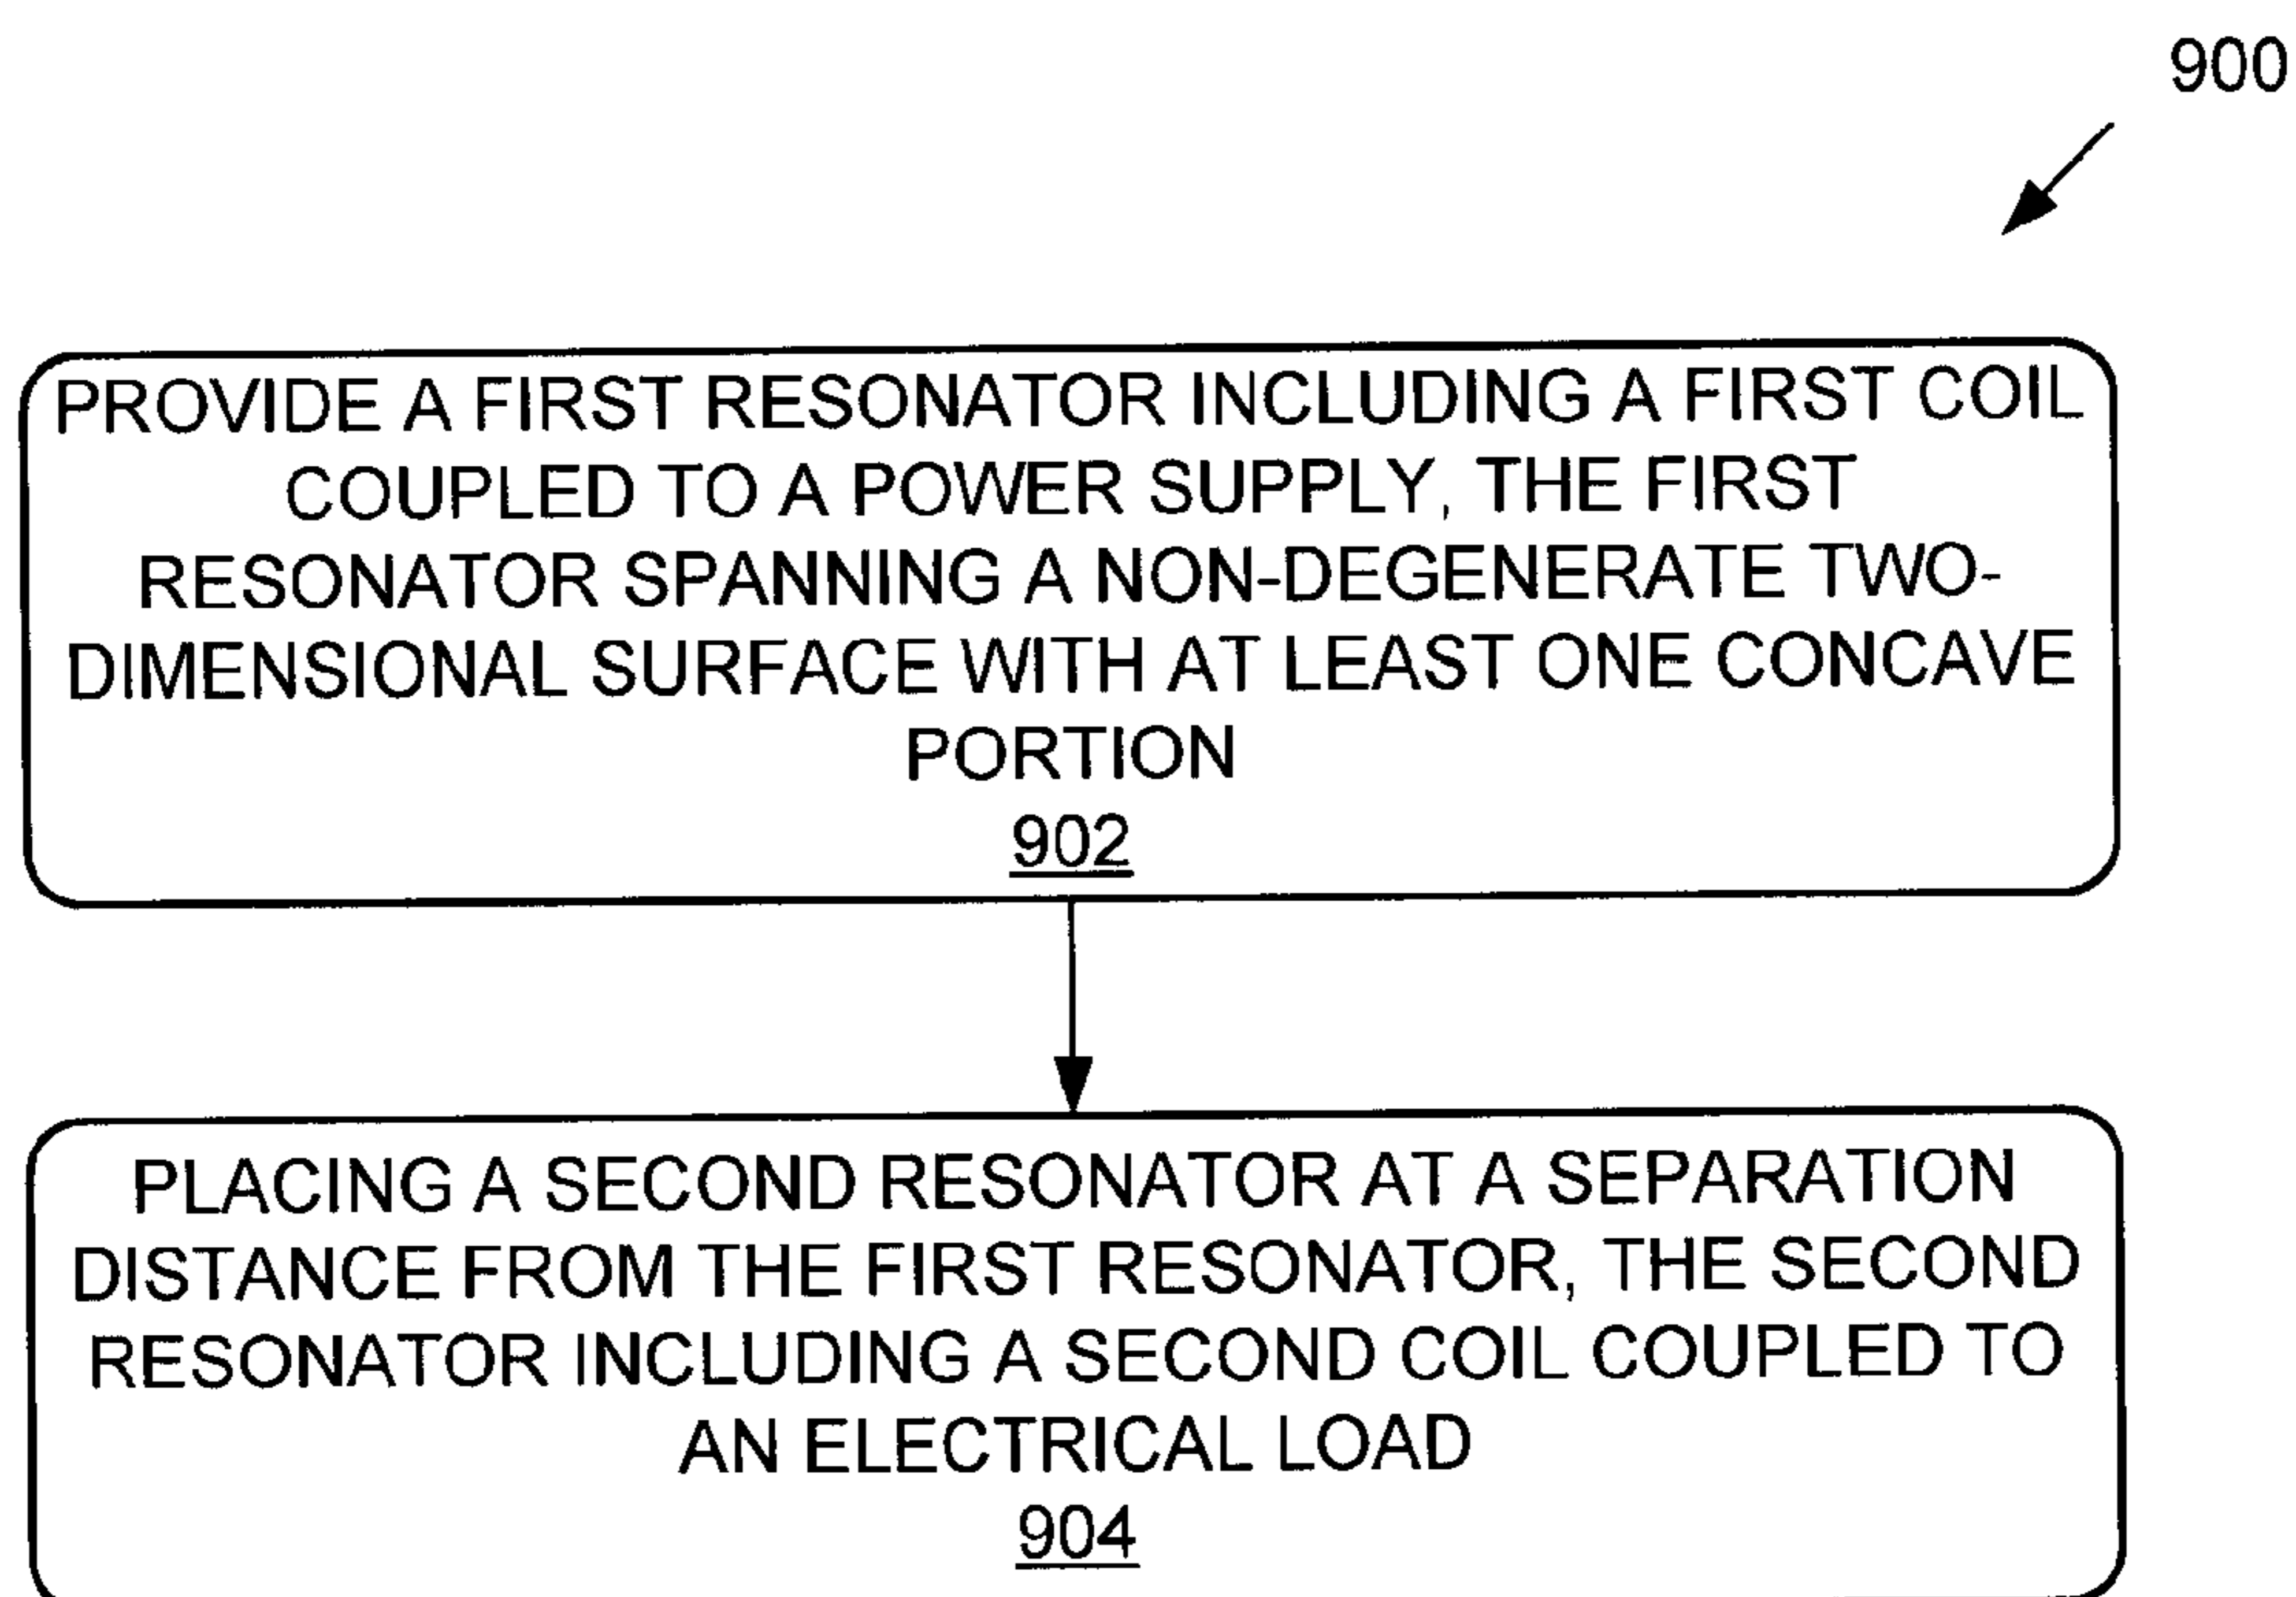 900
PROVIDE A FIRST RESONATOR INCLUDING A FIRST COIL
COUPLED TO A POWER SUPPLY, THE FIRST
RESONATOR SPANNING A NON-DEGENERATE TWO-
DIMENSIONAL SURFACE WITH AT LEAST ONE CONCAVE
PORTION
902
PLACING A SECOND RESONATOR AT A SEPARATION
DISTANCE FROM THE FIRST RESONATOR, THE SECOND
RESONATOR INCLUDING A SECOND COIL COUPLED TO
AN ELECTRICAL LOAD
904